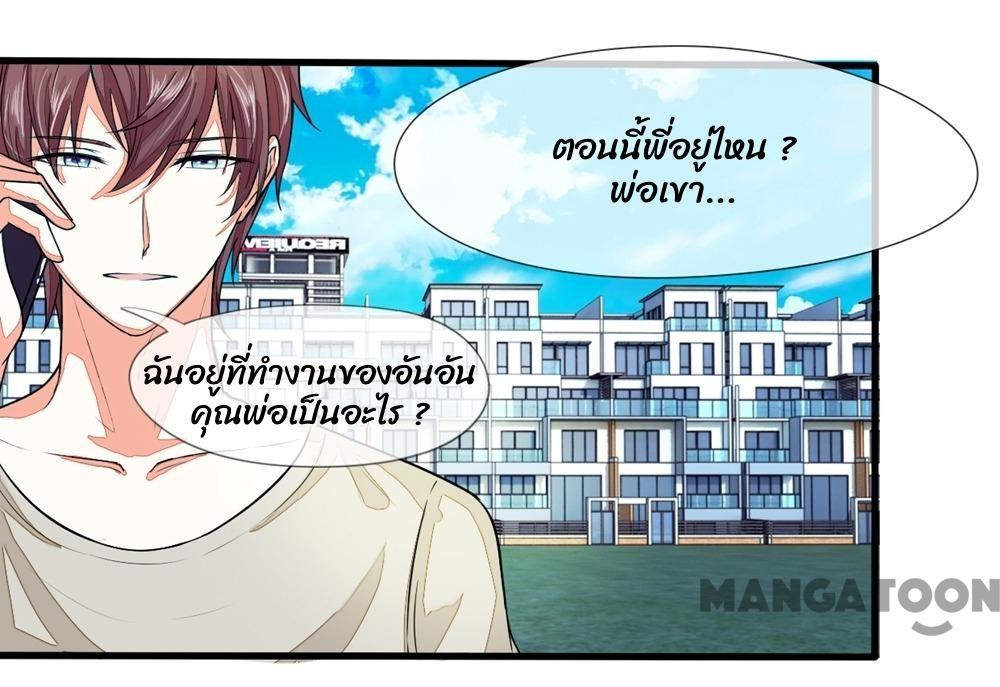 ตอนนี้พี่อยู่ไหน ?
พ่อเขา...
REQUIEM
ฉันอยู่ที่ทำงานของอันอัน
คุณพ่อเป็นอะไร ?
MANGATOON